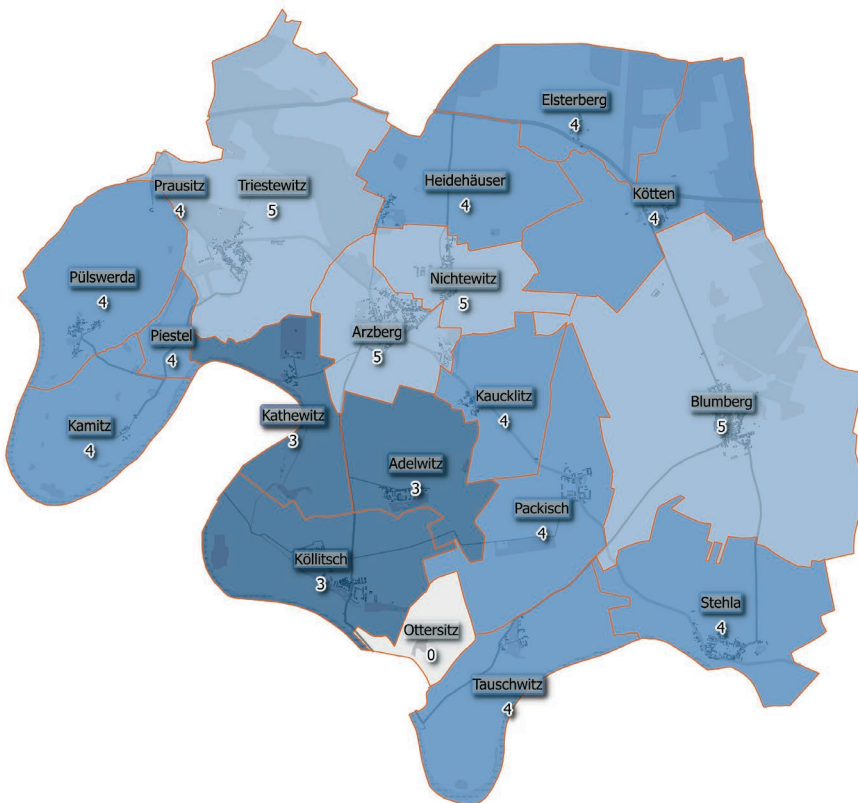 Elsterberg
4
Prausitz
4
Triestewitz
5
Heidehäuser
4
Kötten
4
Pülswerda
4
Nichtewitz
5
Piestel
4
Arzberg
5
Kamitz
4
Kathewitz
3
Kaucklitz
4
Blumberg
5
Adelwitz
3
Packisch
4
Köllitsch
3
Stehla
4
Ottersitz
0
Tauschwitz
4